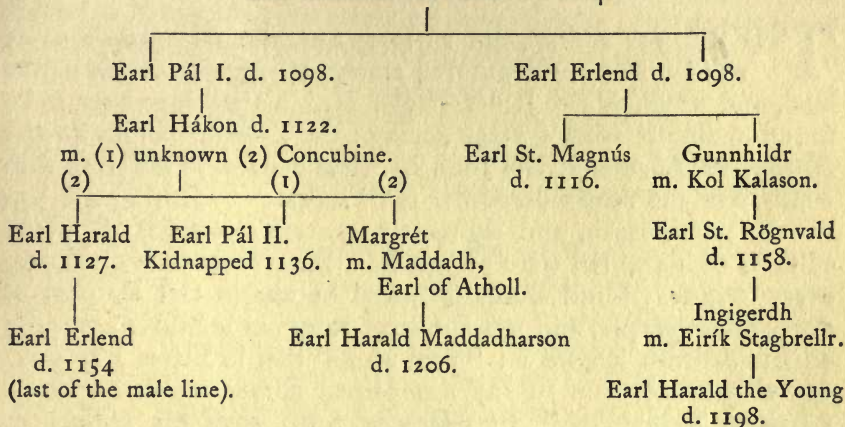 Earl Pál I. d. 1098. Earl Erlend d. 1098.
Earl Hákon d. 1122.
m. (1) unknown (2) Concubine. Earl St. Magnús Gunnhildr
(2) (1) (2) d. 1116. m. Kol Kalason.
Earl Harald Earl Pál II. Margrét Earl St. Rögnvald
d. 1127. Kidnapped 1136. m. Maddadh, d. 1158.
Earl of Atholl.
Ingigerdh
Earl Erlend Earl Harald Maddadharson m. Eirík Stagbrellr.
d. 1154 d. 1206.
(last of the male line). Earl Harald the Young
d. 1198.